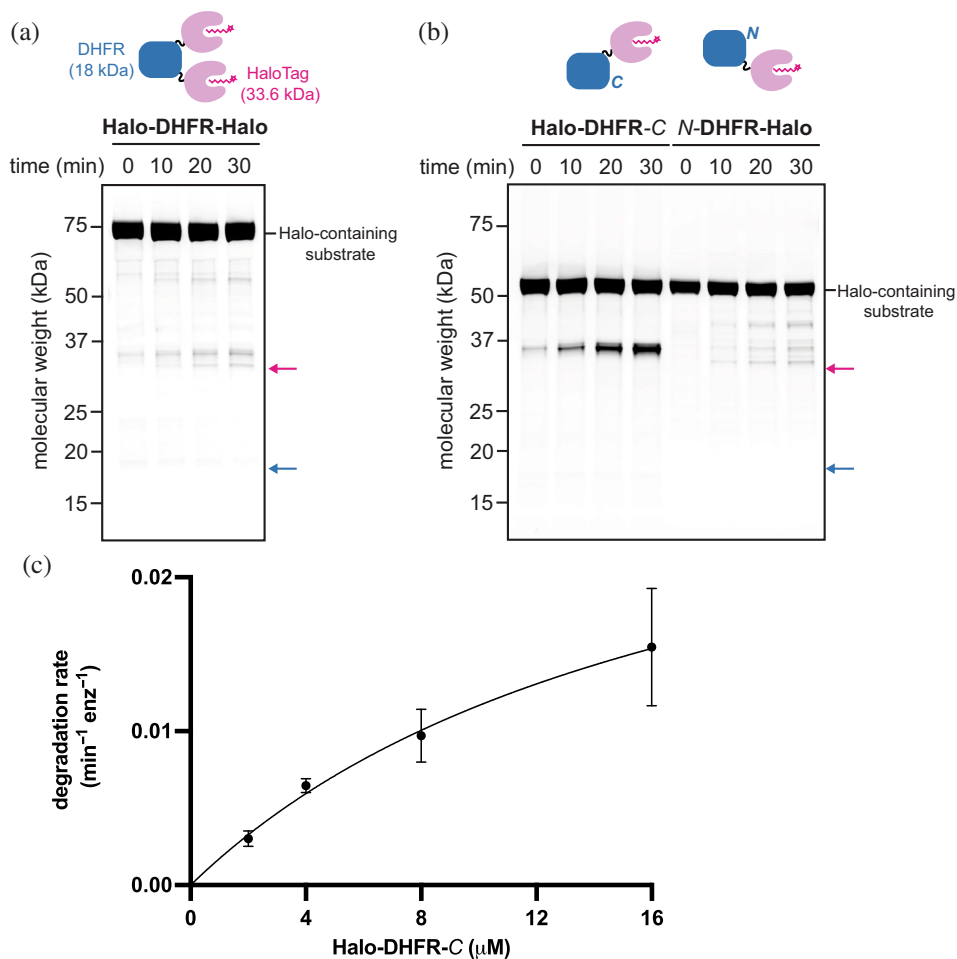 (a)
DHFR
(18 kDa)
HaloTag
(33.6 kDa)
Halo-DHFR-Halo
time (min) 0 10 20 30
molecular weight (kDa)
75
50
37
25
20
15
Halo-containing
substrate
(b)
C
N
Halo-DHFR-C N-DHFR-Halo
time (min) 0 10 20 30 0 10 20 30
molecular weight (kDa)
75
50
37
25
20
15
Halo-containing
substrate
(c)
degradation rate
(min⁻¹ enz⁻¹)
0.02
0.01
0.00
0 4 8 12 16
Halo-DHFR-C (μM)